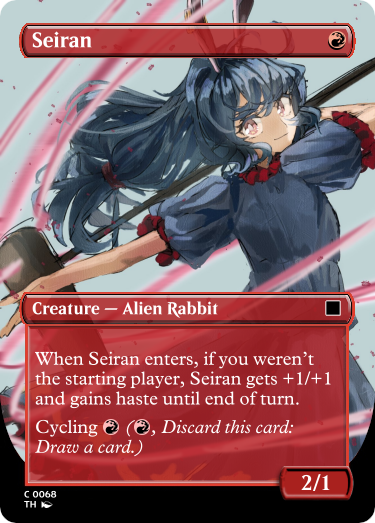 Seiran
Creature — Alien Rabbit
When Seiran enters, if you weren't
the starting player, Seiran gets +1/+1
and gains haste until end of turn.
Cycling (, Discard this card:
Draw a card.)
2/1
C 0068
TH